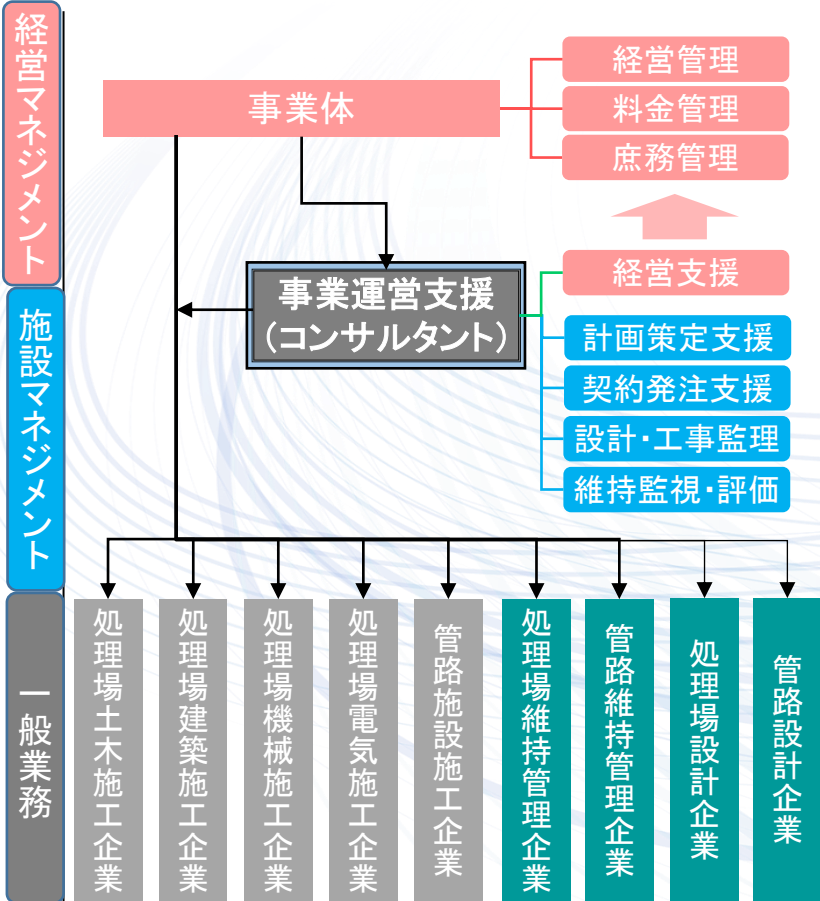 経営マネジメント
事業体
経営管理
料金管理
庶務管理
経営支援
施設マネジメント
事業運営支援
(コンサルタント)
計画策定支援
契約発注支援
設計・工事監理
維持監視・評価
一般業務
処理場土木施工企業
処理場建築施工企業
処理場機械施工企業
処理場電気施工企業
管路施設施工企業
処理場維持管理企業
管路維持管理企業
処理場設計企業
管路設計企業